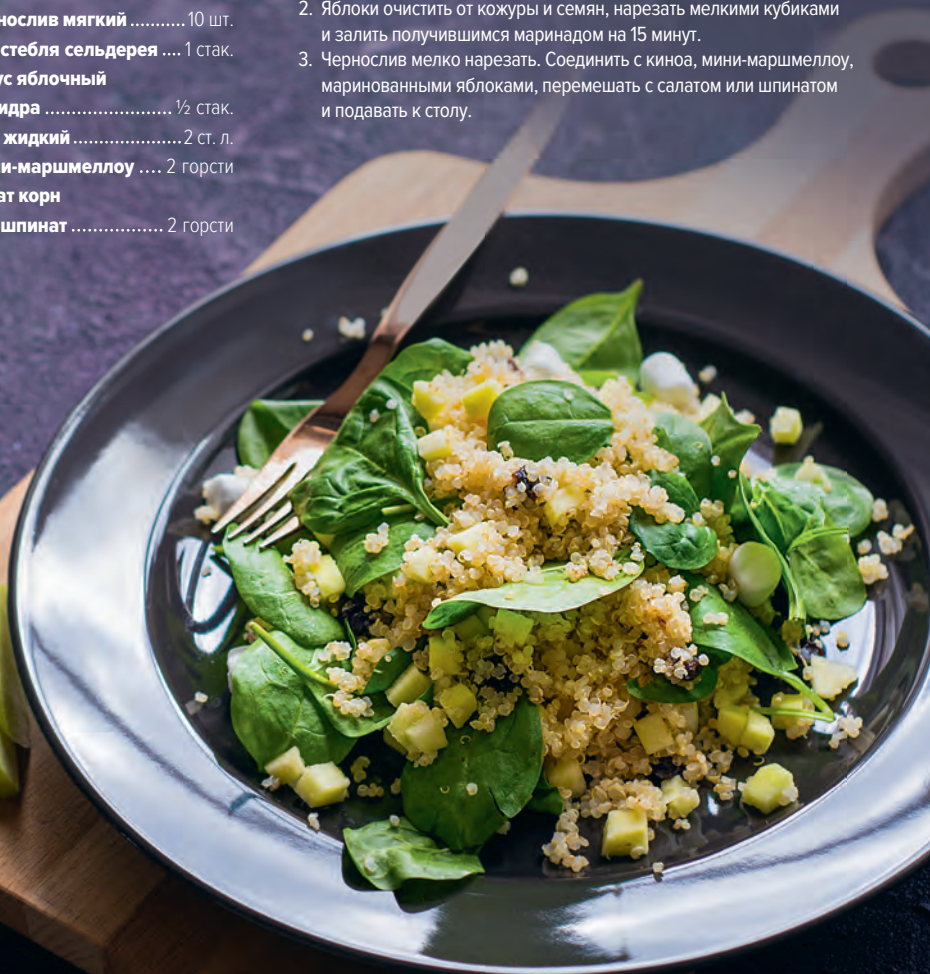 нослив мягкий...........10 шт.
стебля сельдерея ....1 стак.
ус яблочный
идра ......................... ½ стак.
жидкий......................2 ст. л.
и-маршмеллоу .... 2 горсти
ат корн
шпинат .................. 2 горсти
2. Яблоки очистить от кожуры и семян, нарезать мелкими кубиками
и залить получившимся маринадом на 15 минут.
3. Чернослив мелко нарезать. Соединить с киноа, мини-маршмеллоу,
маринованными яблоками, перемешать с салатом или шпинатом
и подавать к столу.